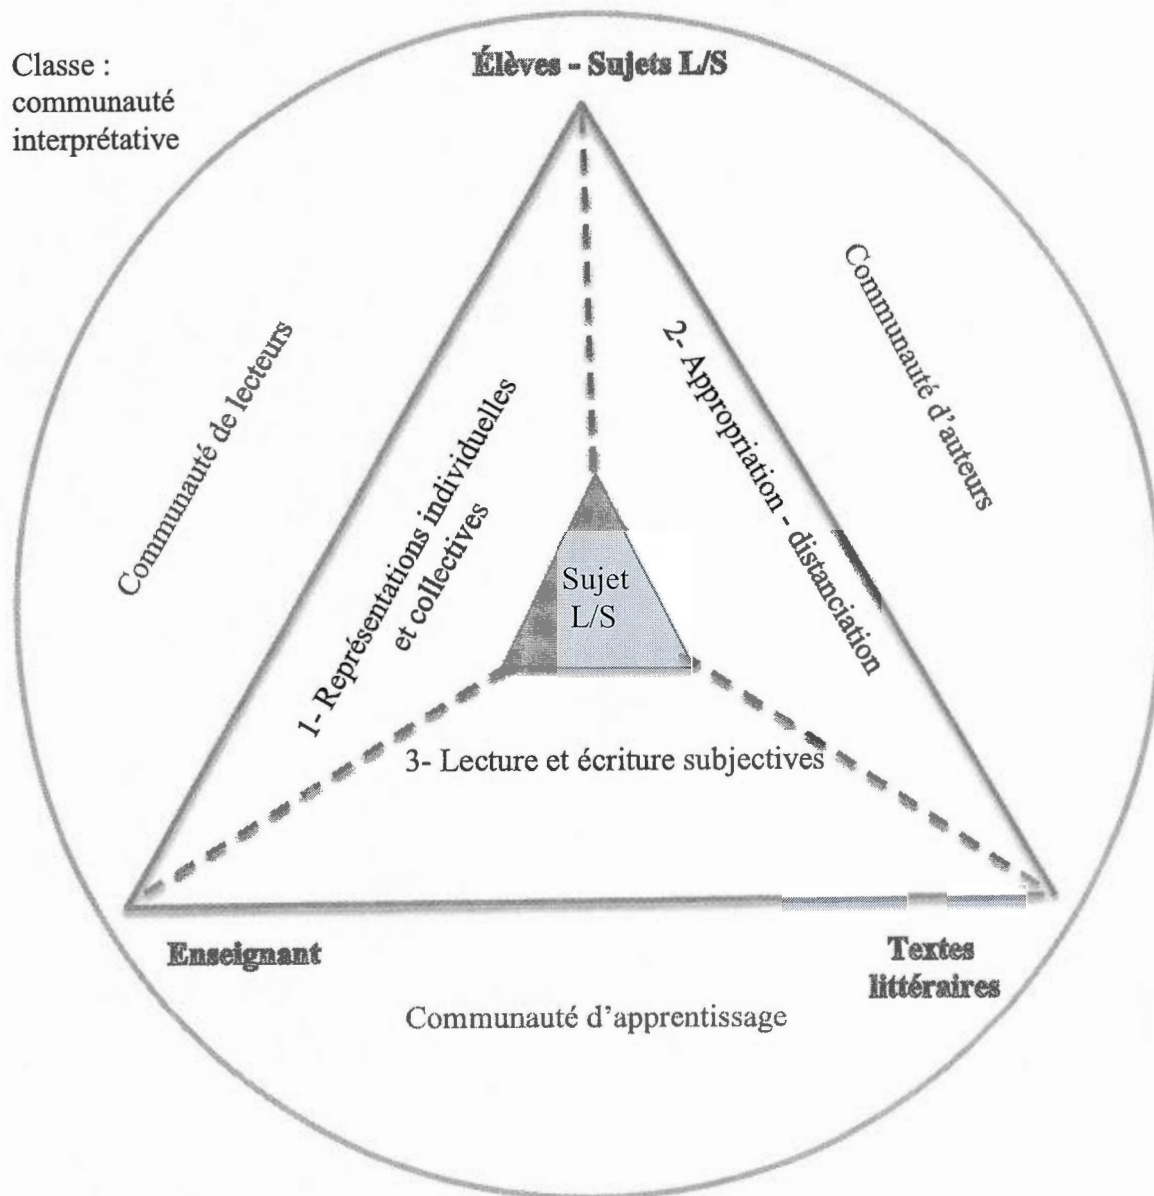 Classe :
communauté
interprétative
Élèves - Sujets L/S
Communauté de lecteurs
Communauté d'auteurs
1- Représentations individuelles
et collectives
2- Appropriation - distanciation
Sujet
L/S
3- Lecture et écriture subjectives
Enseignant
Textes
littéraires
Communauté d'apprentissage